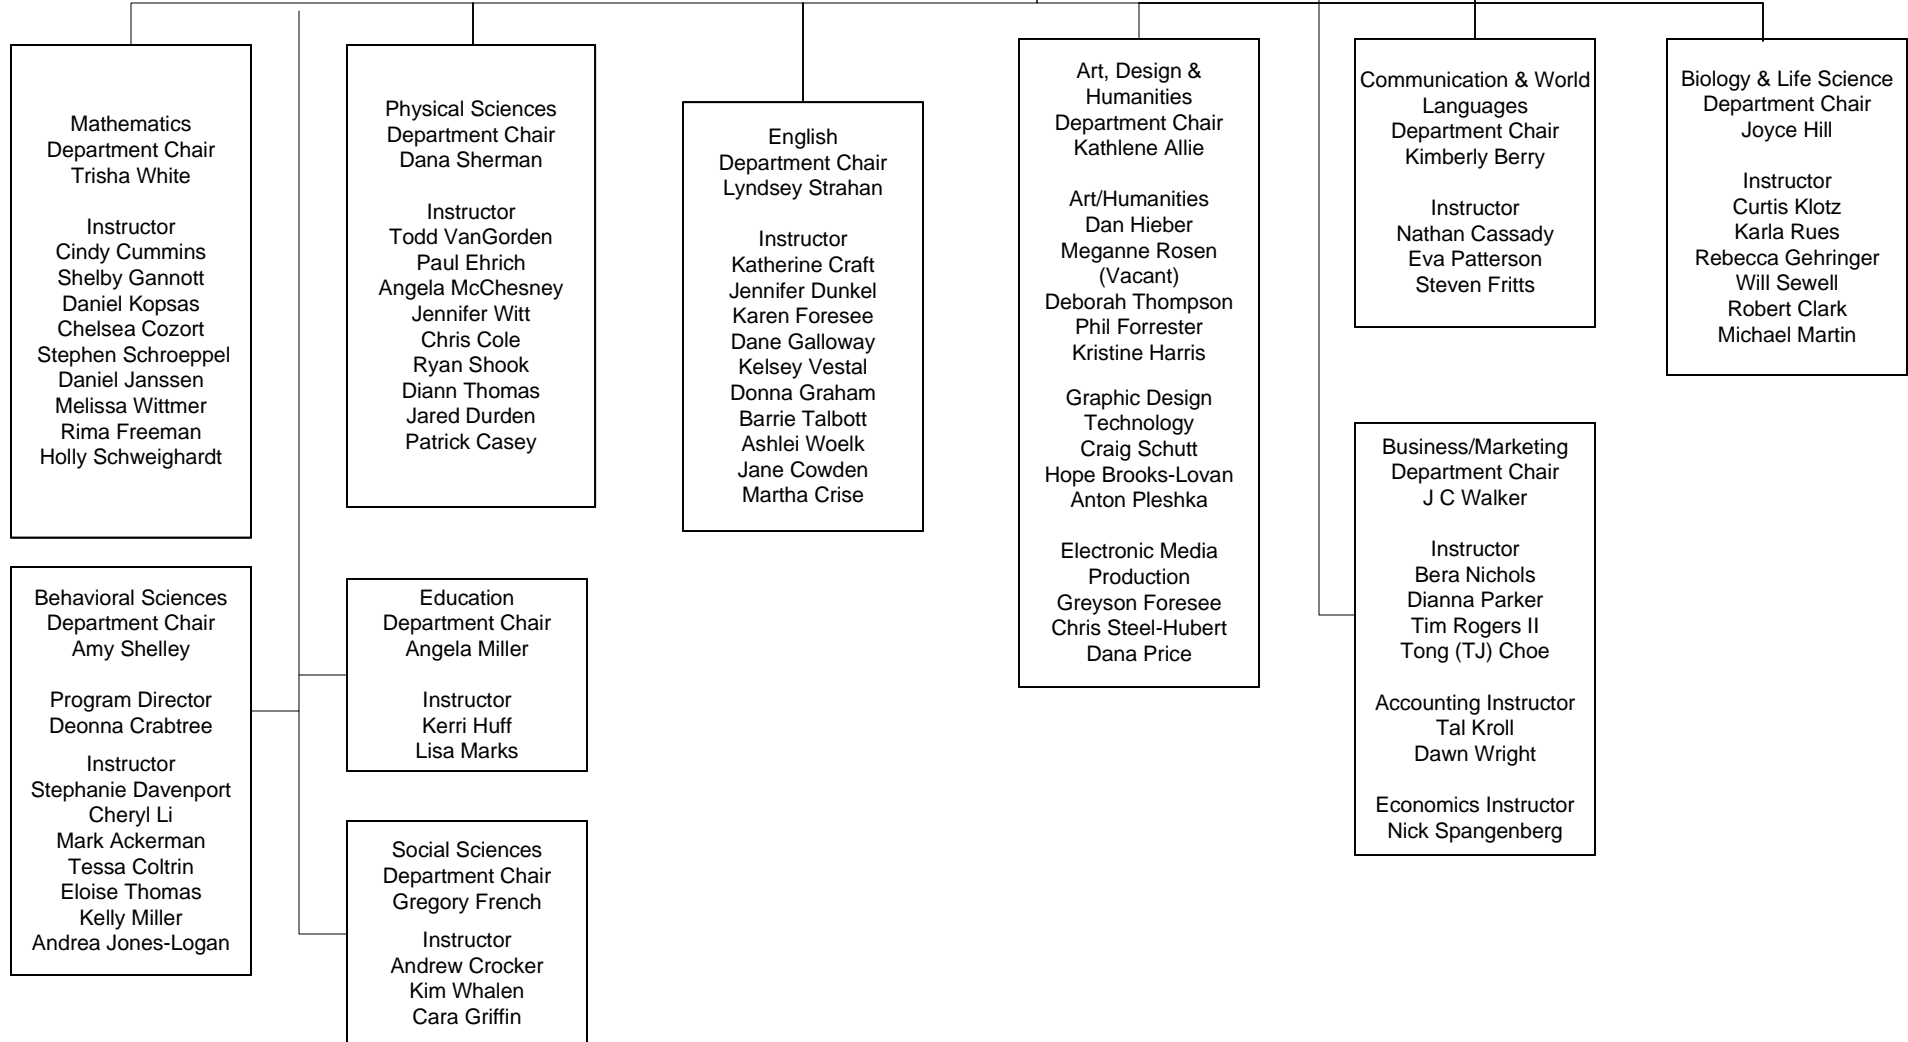 Mathematics
Department Chair
Trisha White
Instructor
Cindy Cummins
Shelby Gannott
Daniel Kopsas
Chelsea Cozort
Stephen Schroeppel
Daniel Janssen
Melissa Wittmer
Rima Freeman
Holly Schweighardt
Physical Sciences
Department Chair
Dana Sherman
Instructor
Todd VanGorden
Paul Ehrich
Angela McChesney
Jennifer Witt
Chris Cole
Ryan Shook
Diann Thomas
Jared Durden
Patrick Casey
English
Department Chair
Lyndsey Strahan
Instructor
Katherine Craft
Jennifer Dunkel
Karen Foresee
Dane Galloway
Kelsey Vestal
Donna Graham
Barrie Talbott
Ashlei Woelk
Jane Cowden
Martha Crise
Art, Design &
Humanities
Department Chair
Kathlene Allie
Art/Humanities
Dan Hieber
Meganne Rosen
(Vacant)
Deborah Thompson
Phil Forrester
Kristine Harris
Graphic Design
Technology
Craig Schutt
Hope Brooks-Lovan
Anton Pleshka
Electronic Media
Production
Greyson Foresee
Chris Steel-Hubert
Dana Price
Communication & World
Languages
Department Chair
Kimberly Berry
Instructor
Nathan Cassady
Eva Patterson
Steven Fritts
Biology & Life Science
Department Chair
Joyce Hill
Instructor
Curtis Klotz
Karla Rues
Rebecca Gehringer
Will Sewell
Robert Clark
Michael Martin
Business/Marketing
Department Chair
J C Walker
Instructor
Bera Nichols
Dianna Parker
Tim Rogers II
Tong (TJ) Choe
Accounting Instructor
Tal Kroll
Dawn Wright
Economics Instructor
Nick Spangenberg
Behavioral Sciences
Department Chair
Amy Shelley
Program Director
Deonna Crabtree
Instructor
Stephanie Davenport
Cheryl Li
Mark Ackerman
Tessa Coltrin
Eloise Thomas
Kelly Miller
Andrea Jones-Logan
Education
Department Chair
Angela Miller
Instructor
Kerri Huff
Lisa Marks
Social Sciences
Department Chair
Gregory French
Instructor
Andrew Crocker
Kim Whalen
Cara Griffin